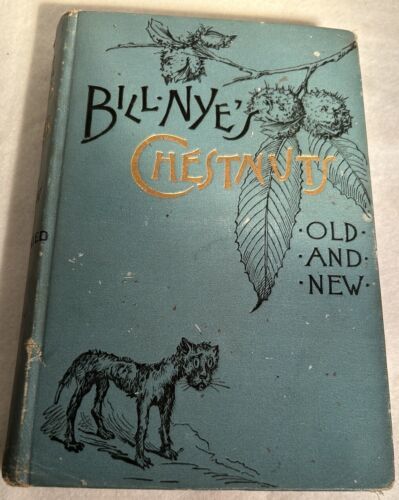 BILL·NYE'S
CHESTNUTS
·OLD·
·AND·
·NEW·